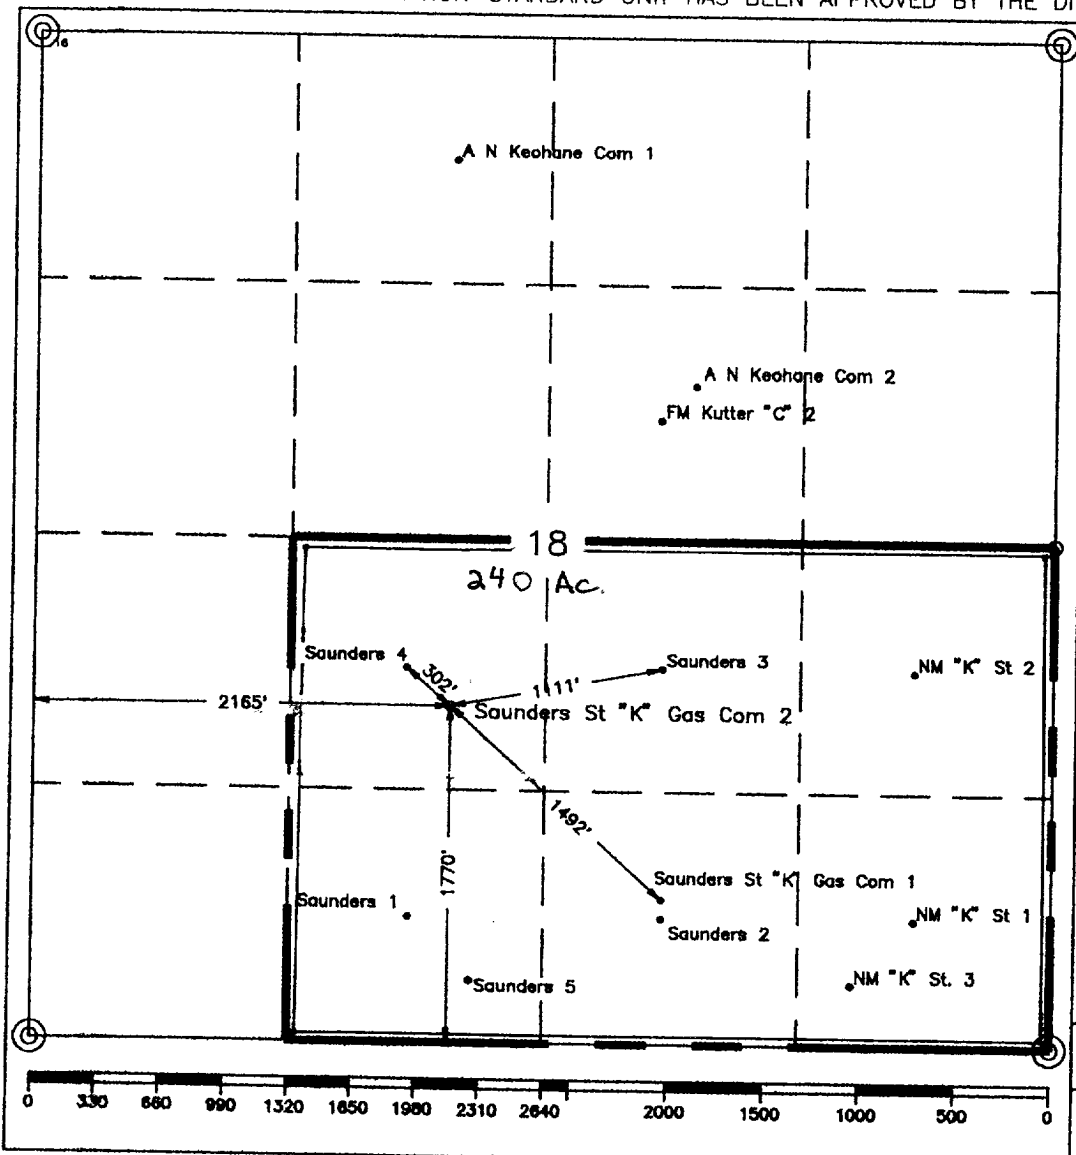 STANDARD UNIT HAS BEEN APPROVED BY THE
16
A N Keohane Com 1
A N Keohane Com 2
FM Kutter "C" 2
18
240 Ac.
Saunders 4
302'
1111'
Saunders 3
NM "K" St 2
2165'
Saunders St "K" Gas Com 2
1492'
1770'
Saunders St "K" Gas Com 1
Saunders 1
NM "K" St 1
Saunders 2
Saunders 5
NM "K" St. 3
0 330 660 990 1320 1650 1980 2310 2640 2000 1500 1000 500 0